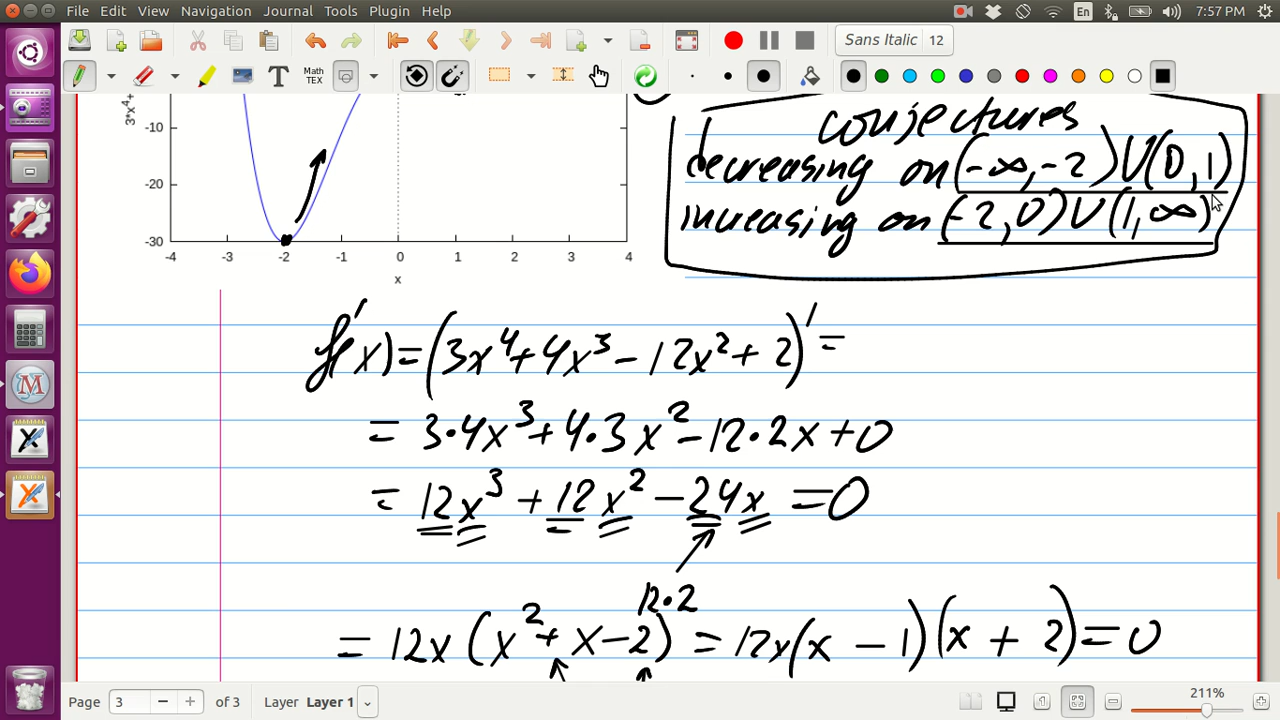 File Edit View Navigation Journal Tools Plugin Help En 7:57 PM
Sans Italic 12
Math
TEX
3*x^4+
-10
-20
-30
-4 -3 -2 -1 0 1 2 3 4
x
conjectures
decreasing on (-∞,-2)U(0,1)
increasing on (-2,0)U(1,∞)
f'(x)=(3x⁴+4x³-12x²+2)'=
= 3·4x³+4·3x²-12·2x+0
= 12x³+12x²-24x=0
12·2
= 12x(x²+x-2)=12x(x-1)(x+2)=0
Page 3 of 3 Layer Layer 1 211%